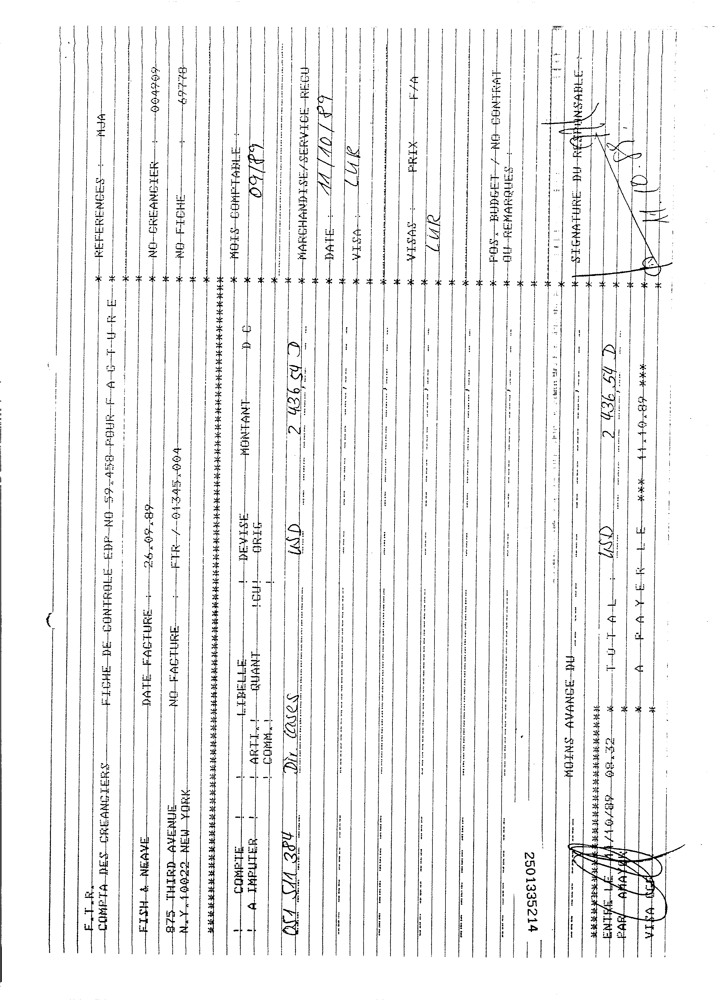 F.T.R.
COMPTA DES CREANCIERS FICHE DE CONTROLE EDP NO 59.458 POUR F A C T U R E * REFERENCES : MJA
FISH & NEAVE DATE FACTURE : 26.09.89 * NO CREANCIER : 004909
875 THIRD AVENUE NO FACTURE : FTR / 01345.004 * NO FICHE : 69778
N.Y.10022 NEW YORK
! COMPTE ! LIBELLE ! DEVISE MONTANT D C * MOIS COMPTABLE :
! A IMPUTER ! ARTI.! QUANT !CU! ORIG * 09/89
! COMM.! !
051 511 384 Div. cases USD 2 436,54 D
* MARCHANDISE/SERVICE RECU
* DATE : 11/10/89
* VISA : LUR
* VISAS : PRIX F/A
* LUR
* POS. BUDGET / NO CONTRAT
* OU REMARQUES :
2501335214
MOINS AVANCE DU * SIGNATURE DU RESPONSABLE :
ENTRE LE 11/10/89 08.32 * T O T A L : USD 2 436,54 D
PAR AMAYOR * 11.10.89.
VISA CCR * A P A Y E R L E *** 11.10.89 ***